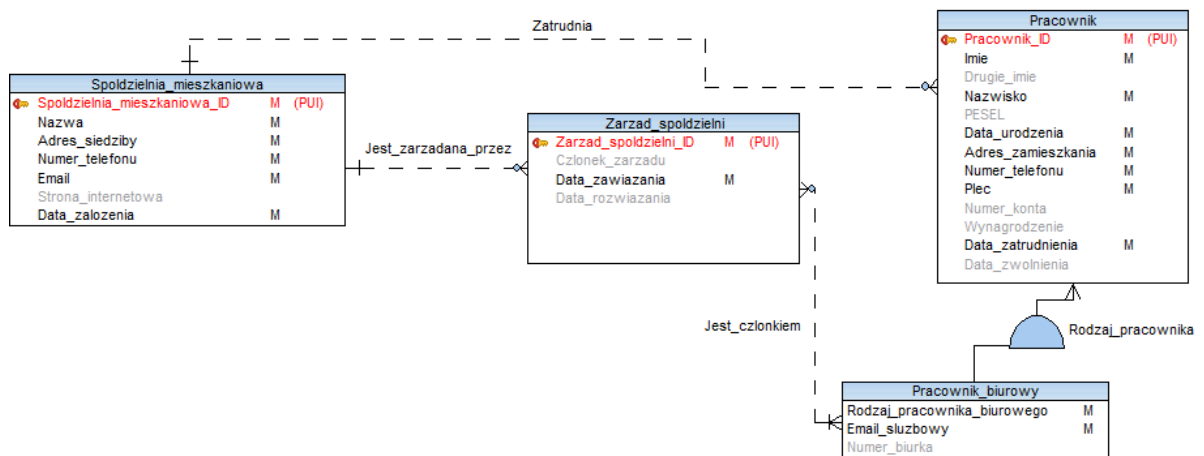 Zatrudnia
Spoldzielnia_mieszkaniowa
Spoldzielnia_mieszkaniowa_ID M (PUI)
Nazwa M
Adres_siedziby M
Numer_telefonu M
Email M
Strona_internetowa
Data_zalozenia M
Jest_zarzadana_przez
Zarzad_spoldzielni
Zarzad_spoldzielni_ID M (PUI)
Czlonek_zarzadu
Data_zawiazania M
Data_rozwiazania
Pracownik
Pracownik_ID M (PUI)
Imie M
Drugie_imie
Nazwisko M
PESEL
Data_urodzenia M
Adres_zamieszkania M
Numer_telefonu M
Plec M
Numer_konta
Wynagrodzenie
Data_zatrudnienia M
Data_zwolnienia
Jest_czlonkiem
Rodzaj_pracownika
Pracownik_biurowy
Rodzaj_pracownika_biurowego M
Email_sluzbowy M
Numer_biurka